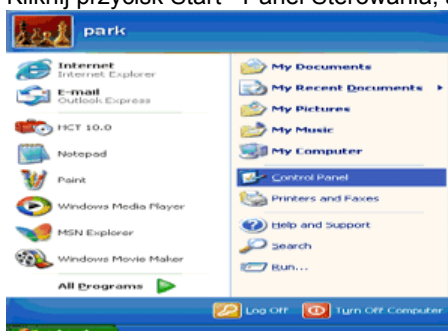 Kliknij przycisk Start - Panel Sterowania,
park
Internet
Internet Explorer
E-mail
Outlook Express
HCT 10.0
Notepad
Paint
Windows Media Player
MSN Explorer
Windows Movie Maker
All Programs
My Documents
My Recent Documents
My Pictures
My Music
My Computer
Control Panel
Printers and Faxes
Help and Support
Search
Run...
Log Off
Turn Off Computer